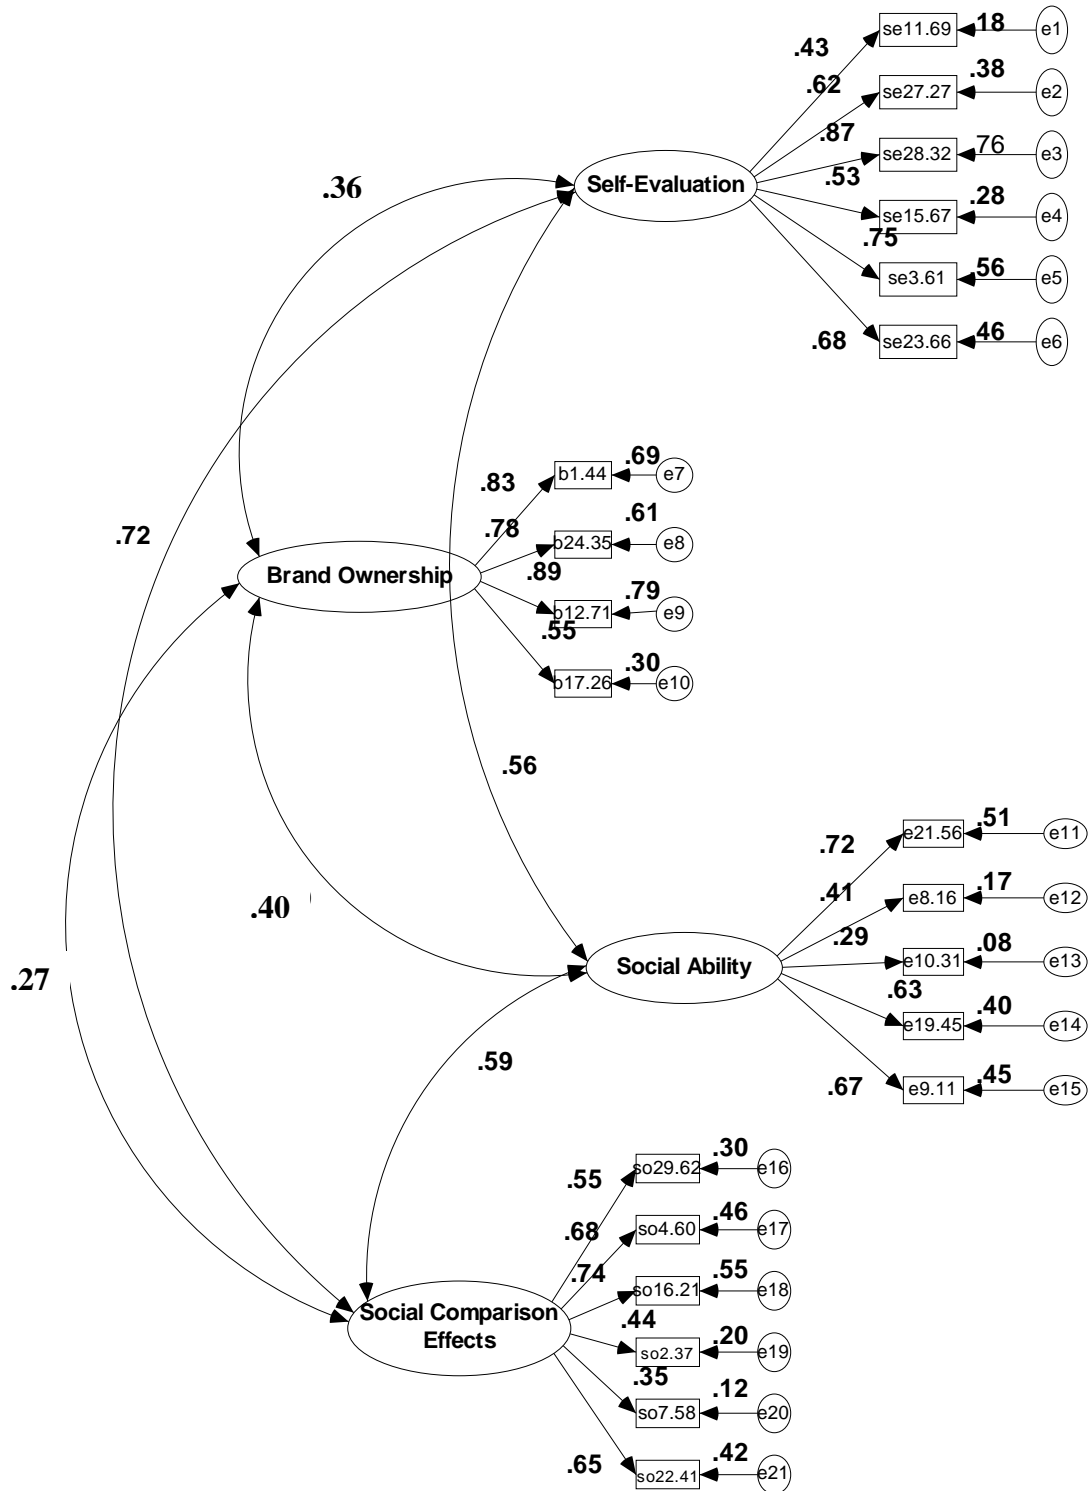 .43
se11.69
.18
e1
.62
se27.27
.38
e2
.87
se28.32
.76
e3
.36
Self-Evaluation
.53
se15.67
.28
e4
.75
se3.61
.56
e5
.68
se23.66
.46
e6
.83
b1.44
.69
e7
.72
.78
b24.35
.61
e8
Brand Ownership
.89
b12.71
.79
e9
.55
b17.26
.30
e10
.56
.72
e21.56
.51
e11
.41
e8.16
.17
e12
.40
.29
e10.31
.08
e13
Social Ability
.27
.63
e19.45
.40
e14
.59
.67
e9.11
.45
e15
.55
so29.62
.30
e16
.68
so4.60
.46
e17
.74
so16.21
.55
e18
Social Comparison
Effects
.44
so2.37
.20
e19
.35
so7.58
.12
e20
.65
so22.41
.42
e21